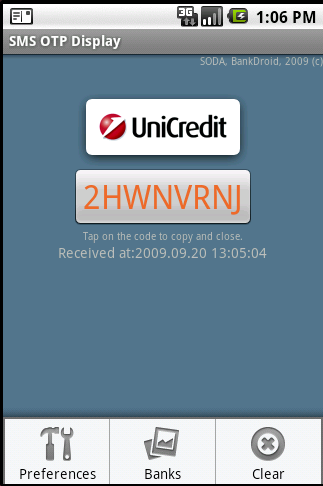 3G
1:06 PM
SMS OTP Display
SODA, BankDroid, 2009 (c)
UniCredit
2HWNVRNJ
Tap on the code to copy and close.
Received at:2009.09.20 13:05:04
Preferences
Banks
Clear